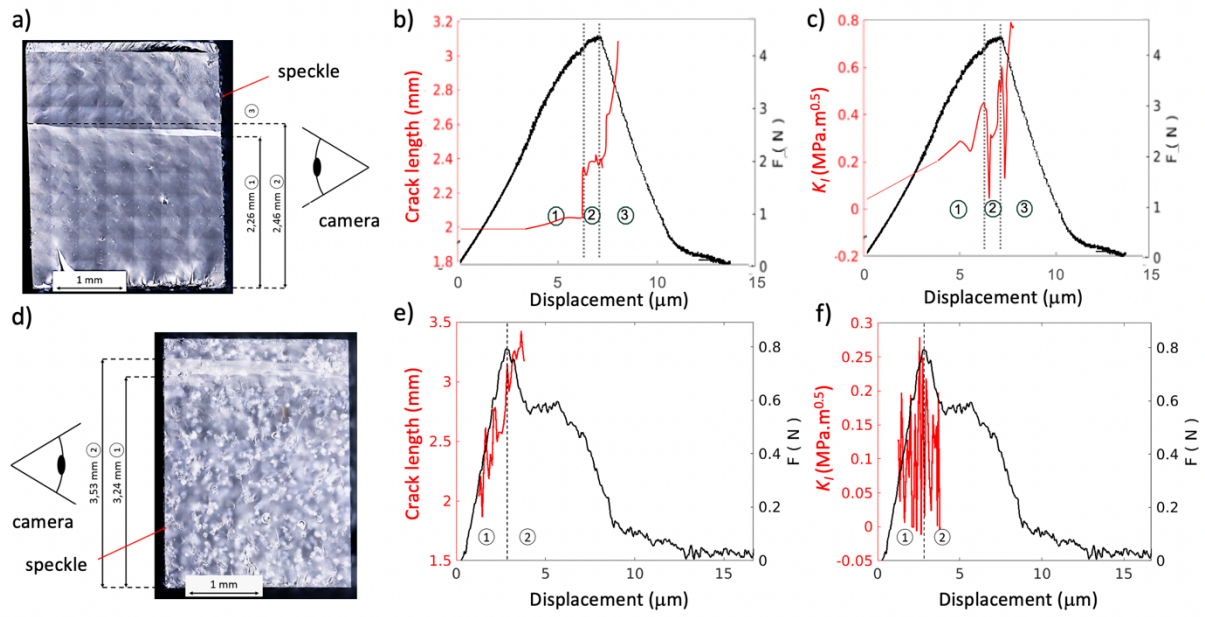 a)
speckle
③
2,26 mm ①
2,46 mm ②
camera
1 mm
b)
Crack length (mm)
3.2
3
2.8
2.6
2.4
2.2
2
1.8
① ② ③
4
3
2
1
0
F (N)
0 5 10 15
Displacement (μm)
c)
K_I (MPa.m^0.5)
0.8
0.6
0.4
0.2
0
-0.2
① ② ③
4
3
2
1
0
F (N)
0 5 10 15
Displacement (μm)
d)
3,53 mm ②
3,24 mm ①
camera
speckle
1 mm
e)
Crack length (mm)
3.5
3
2.5
2
1.5
① ②
0.8
0.6
0.4
0.2
0
F (N)
0 5 10 15
Displacement (μm)
f)
K_I (MPa.m^0.5)
0.3
0.25
0.2
0.15
0.1
0.05
0
-0.05
① ②
0.8
0.6
0.4
0.2
0
F (N)
0 5 10 15
Displacement (μm)